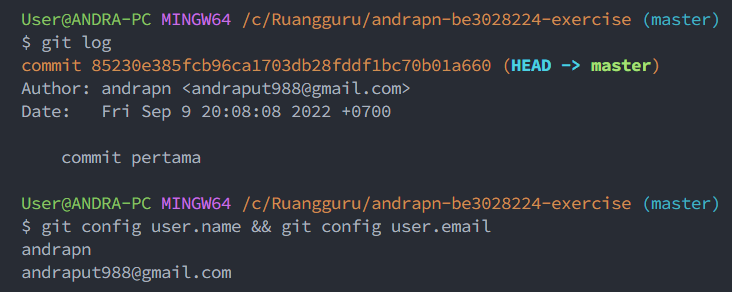 User@ANDRA-PC MINGW64 /c/Ruangguru/andrapn-be3028224-exercise (master)
$ git log
commit 85230e385fcb96ca1703db28fddf1bc70b01a660 (HEAD -> master)
Author: andrapn <andraput988@gmail.com>
Date:   Fri Sep 9 20:08:08 2022 +0700
    commit pertama
User@ANDRA-PC MINGW64 /c/Ruangguru/andrapn-be3028224-exercise (master)
$ git config user.name && git config user.email
andrapn
andraput988@gmail.com